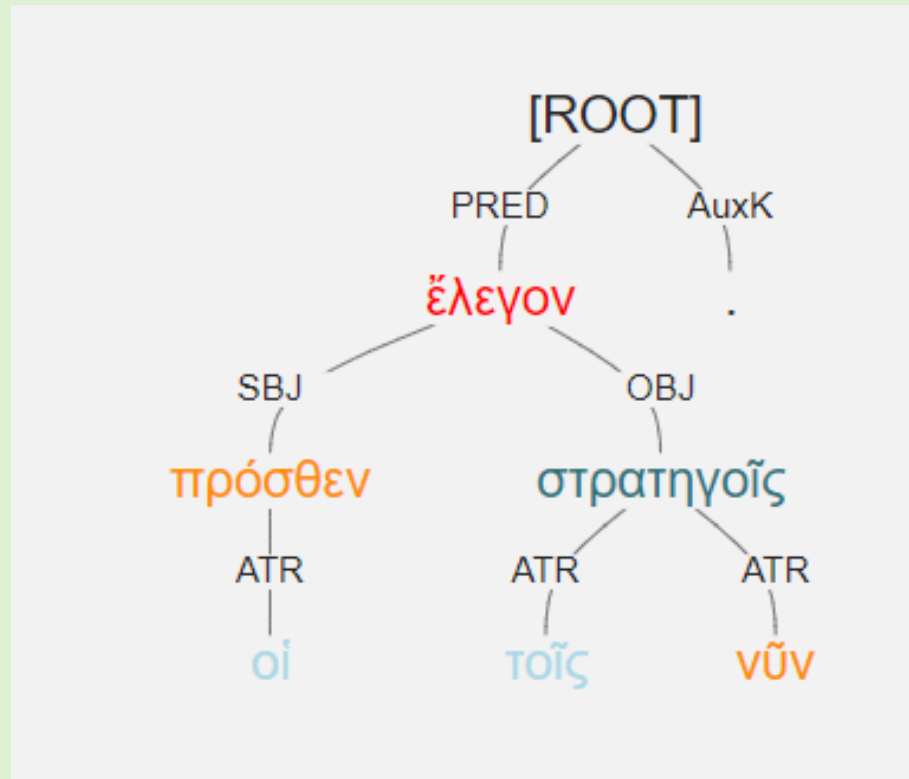 [ROOT]
PRED AuxK
ἔλεγον .
SBJ OBJ
πρόσθεν στρατηγοῖς
ATR ATR ATR
οἱ τοῖς νῦν